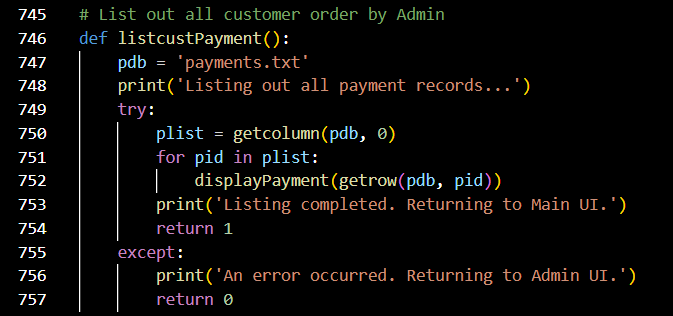 745 # List out all customer order by Admin
746 def listcustPayment():
747     pdb = 'payments.txt'
748     print('Listing out all payment records...')
749     try:
750         plist = getcolumn(pdb, 0)
751         for pid in plist:
752             displayPayment(getrow(pdb, pid))
753         print('Listing completed. Returning to Main UI.')
754         return 1
755     except:
756         print('An error occurred. Returning to Admin UI.')
757         return 0